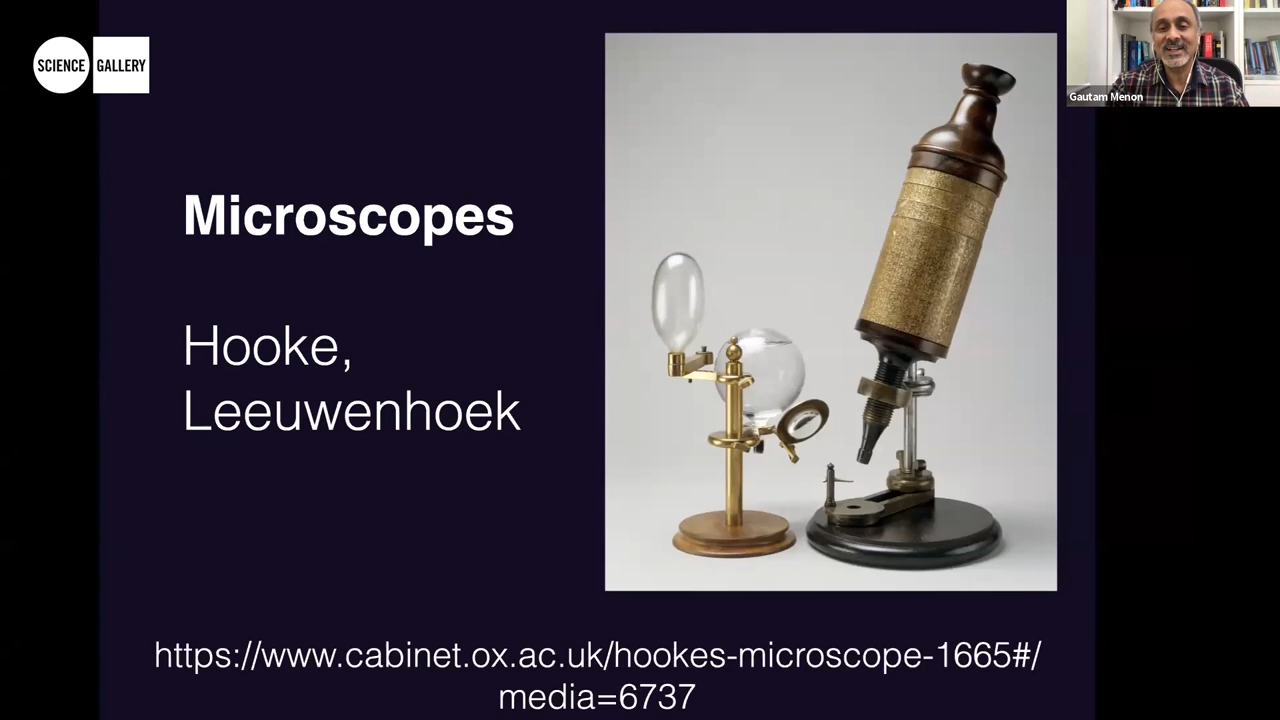 SCIENCE GALLERY
Gautam Menon
Microscopes
Hooke,
Leeuwenhoek
https://www.cabinet.ox.ac.uk/hookes-microscope-1665#/
media=6737